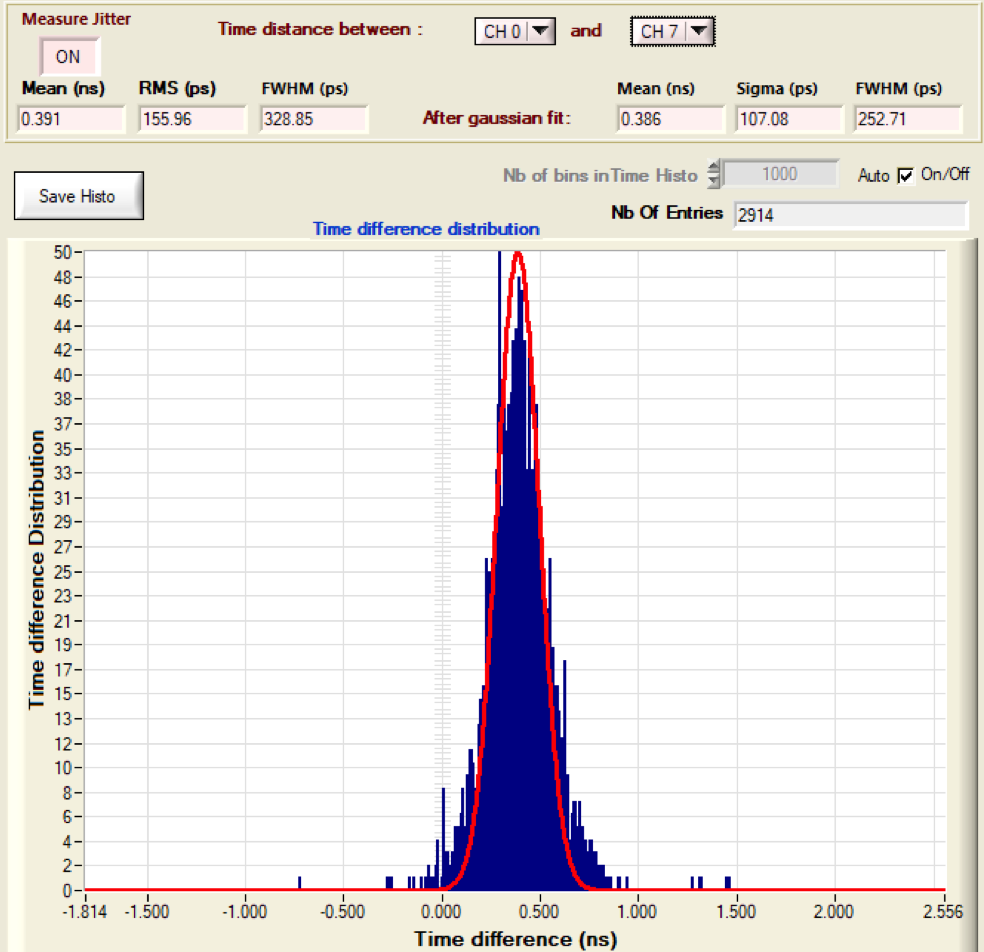 Measure Jitter
Time distance between : CH 0 and CH 7
ON
Mean (ns) RMS (ps) FWHM (ps) Mean (ns) Sigma (ps) FWHM (ps)
0.391 155.96 328.85 After gaussian fit: 0.386 107.08 252.71
Nb of bins in Time Histo 1000 Auto On/Off
Save Histo
Nb Of Entries 2914
Time difference distribution
50
48
46
44
42
40
38
37
35
33
31
29
27
25
23
21
19
17
15
13
12
10
8
6
4
2
0
Time difference Distribution
-1.814 -1.500 -1.000 -0.500 0.000 0.500 1.000 1.500 2.000 2.556
Time difference (ns)